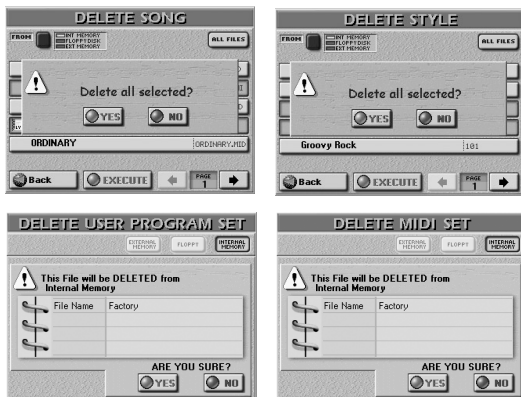 DELETE SONG
FROM
INT MEMORY
FLOPPY DISK
EXT MEMORY
ALL FILES
Delete all selected?
YES
NO
ORDINARY
ORDINARY.MID
Back
EXECUTE
PAGE
1
DELETE STYLE
FROM
INT MEMORY
FLOPPY DISK
EXT MEMORY
ALL FILES
Delete all selected?
YES
NO
Groovy Rock
101
Back
EXECUTE
PAGE
1
DELETE USER PROGRAM SET
EXTERNAL MEMORY
FLOPPY
INTERNAL MEMORY
This File will be DELETED from
Internal Memory
File Name
Factory
ARE YOU SURE?
YES
NO
DELETE MIDI SET
EXTERNAL MEMORY
FLOPPY
INTERNAL MEMORY
This File will be DELETED from
Internal Memory
File Name
Factory
ARE YOU SURE?
YES
NO